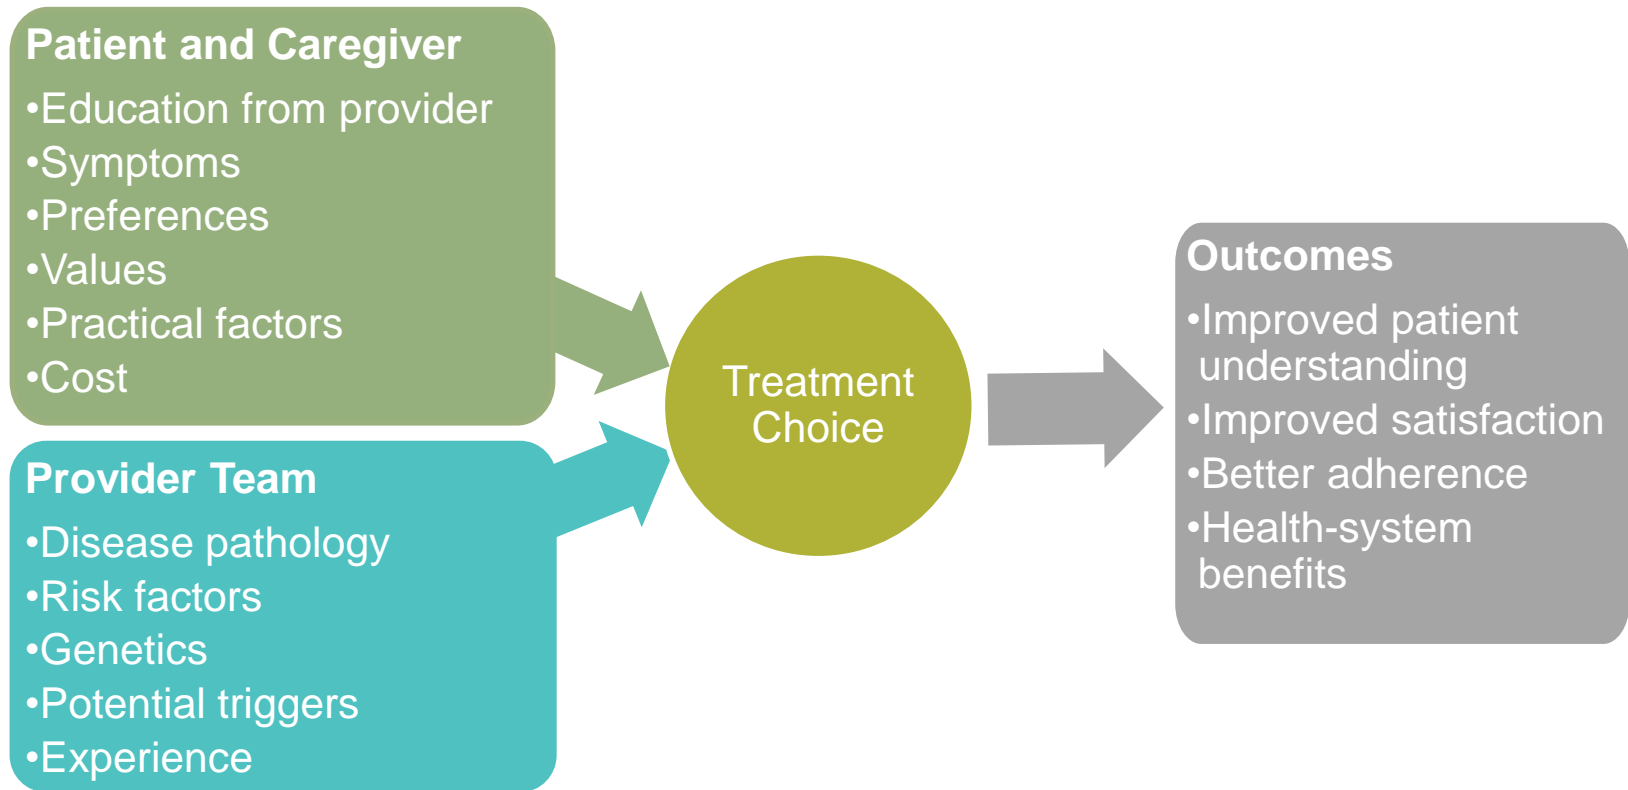 Patient and Caregiver
•Education from provider
•Symptoms
•Preferences
•Values
•Practical factors
•Cost
Provider Team
•Disease pathology
•Risk factors
•Genetics
•Potential triggers
•Experience
Treatment
Choice
Outcomes
•Improved patient
understanding
•Improved satisfaction
•Better adherence
•Health-system
benefits